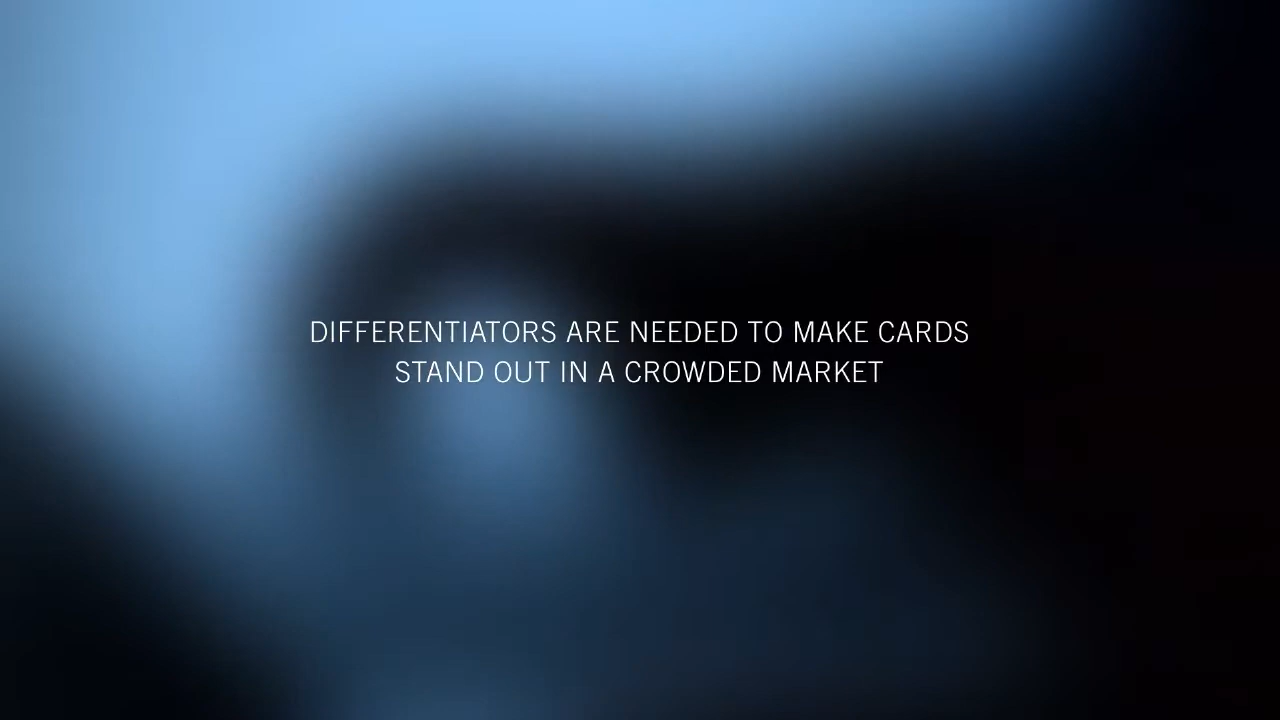 DIFFERENTIATORS ARE NEEDED TO MAKE CARDS
STAND OUT IN A CROWDED MARKET